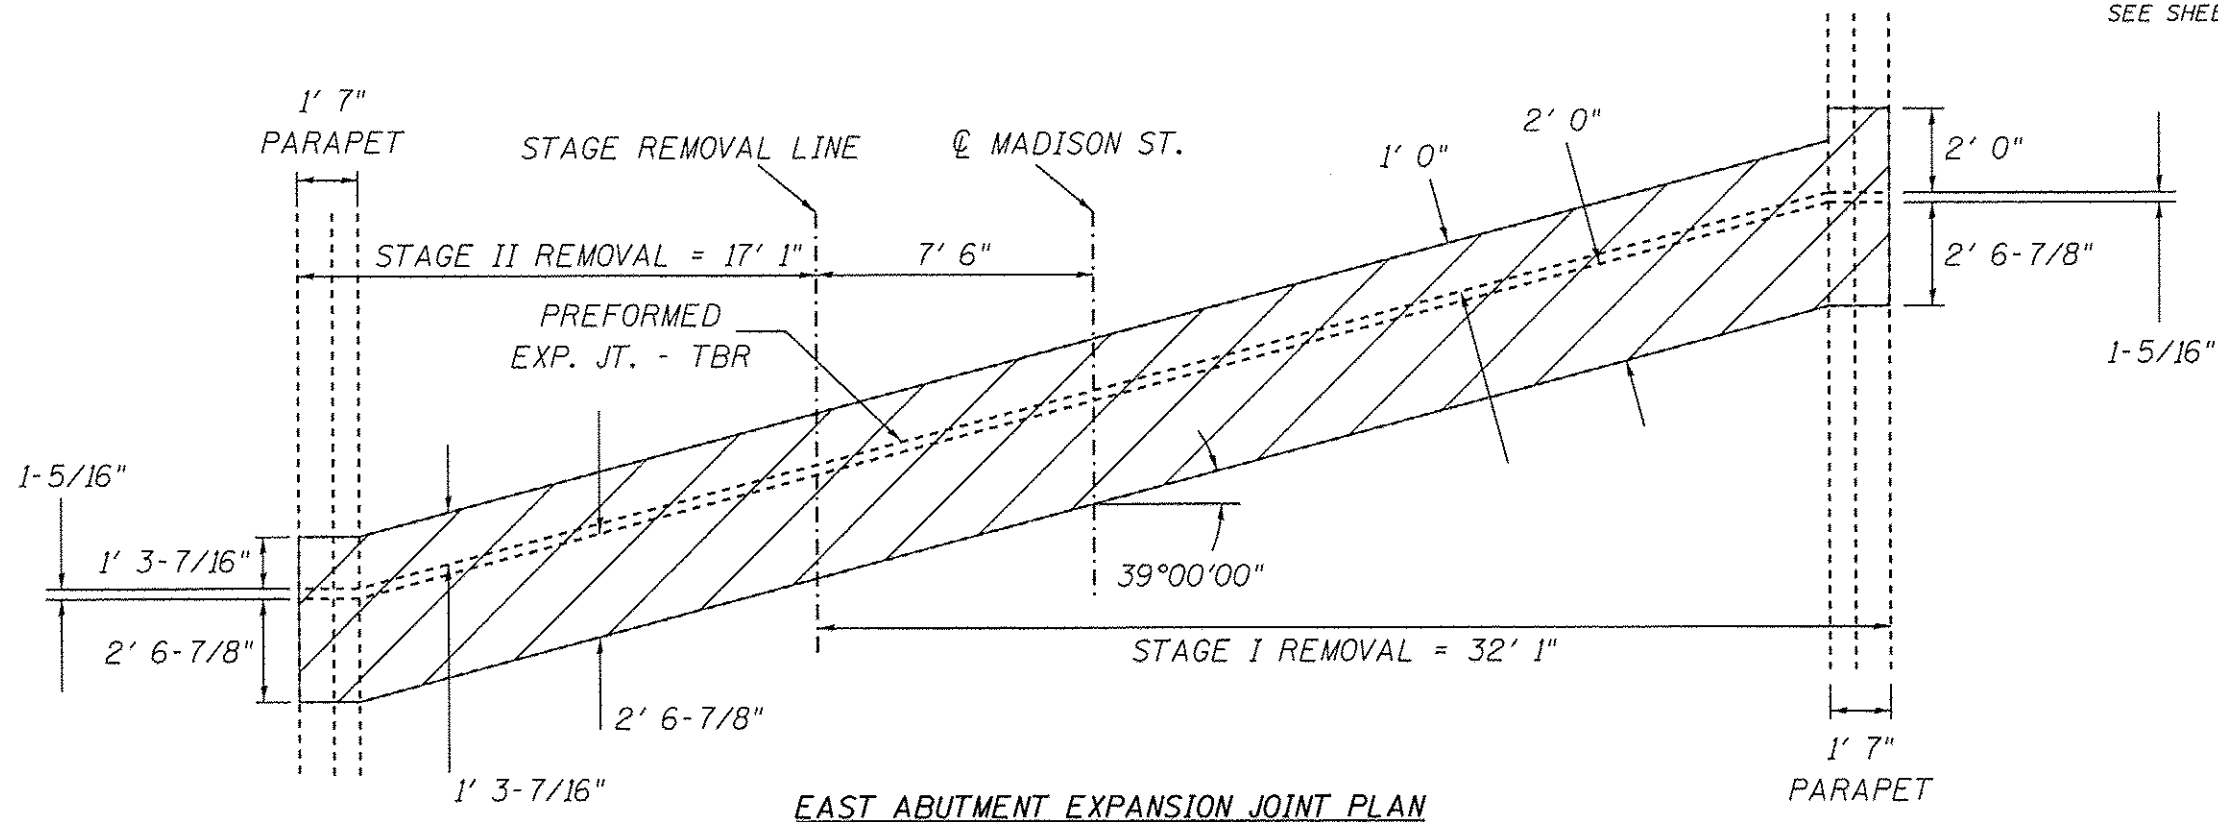 SEE SHEE
1' 7"
PARAPET
STAGE REMOVAL LINE
℄ MADISON ST.
1' 0"
2' 0"
2' 0"
STAGE II REMOVAL = 17' 1"
7' 6"
2' 6-7/8"
PREFORMED
EXP. JT. - TBR
1-5/16"
1-5/16"
1' 3-7/16"
39°00'00"
2' 6-7/8"
STAGE I REMOVAL = 32' 1"
2' 6-7/8"
1' 3-7/16"
1' 7"
PARAPET
EAST ABUTMENT EXPANSION JOINT PLAN